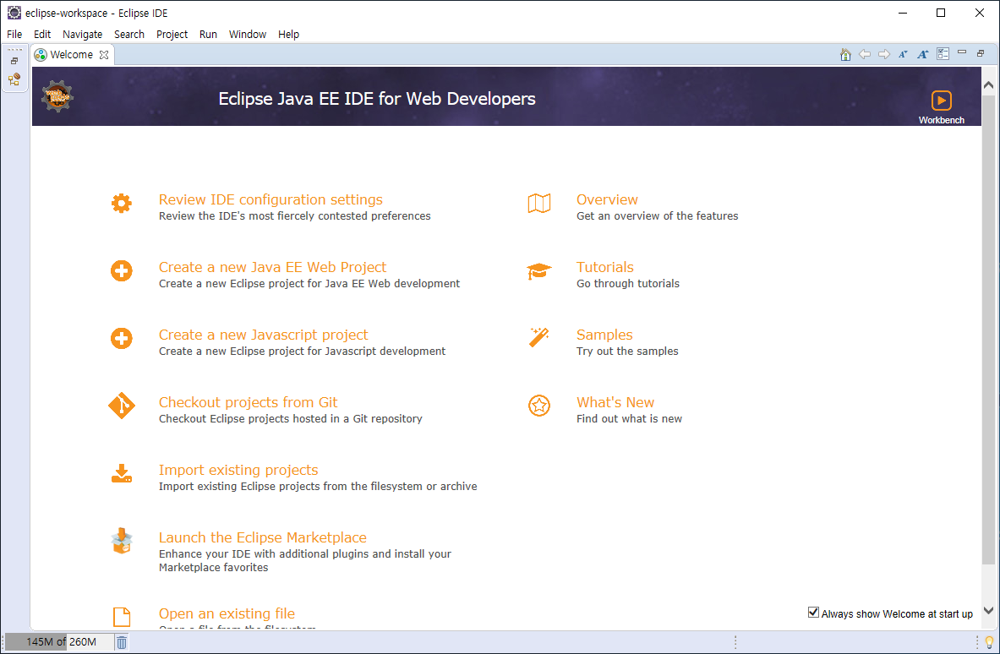 eclipse-workspace - Eclipse IDE
File Edit Navigate Search Project Run Window Help
Welcome
Eclipse Java EE IDE for Web Developers
Workbench
Review IDE configuration settings
Review the IDE's most fiercely contested preferences
Create a new Java EE Web Project
Create a new Eclipse project for Java EE Web development
Create a new Javascript project
Create a new Eclipse project for Javascript development
Checkout projects from Git
Checkout Eclipse projects hosted in a Git repository
Import existing projects
Import existing Eclipse projects from the filesystem or archive
Launch the Eclipse Marketplace
Enhance your IDE with additional plugins and install your
Marketplace favorites
Open an existing file
Open a file from the filesystem
Overview
Get an overview of the features
Tutorials
Go through tutorials
Samples
Try out the samples
What's New
Find out what is new
Always show Welcome at start up
145M of 260M